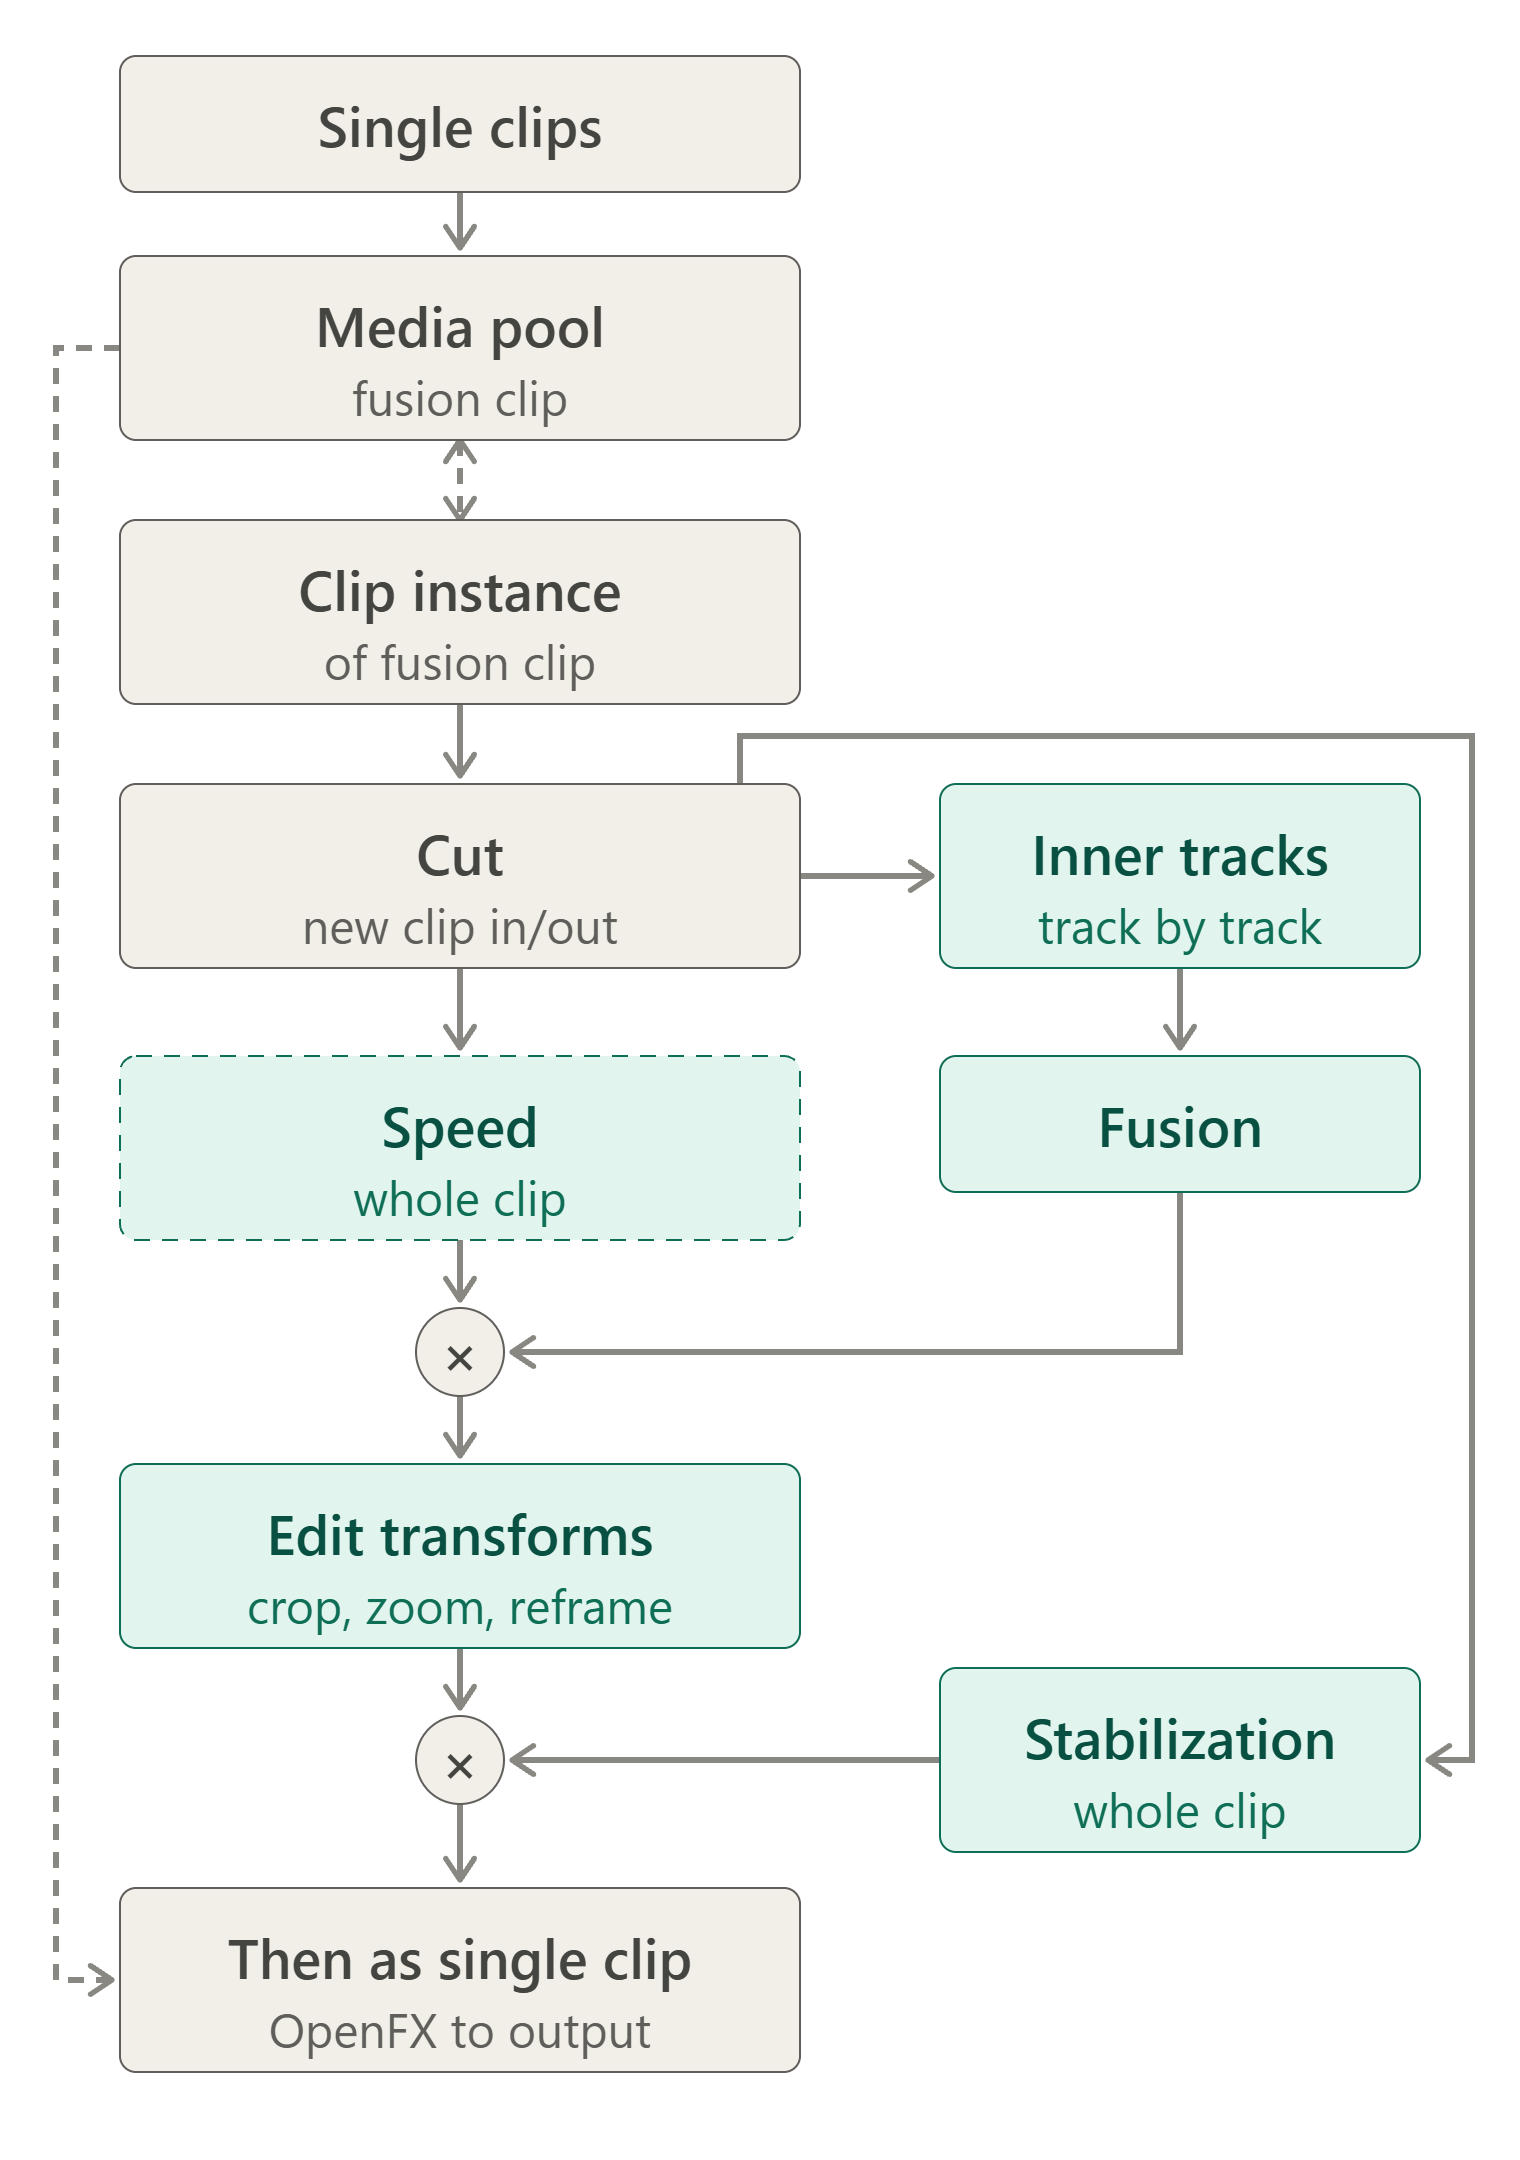 Single clips
Media pool
fusion clip
Clip instance
of fusion clip
Cut
new clip in/out
Inner tracks
track by track
Speed
whole clip
Fusion
×
Edit transforms
crop, zoom, reframe
Stabilization
whole clip
×
Then as single clip
OpenFX to output